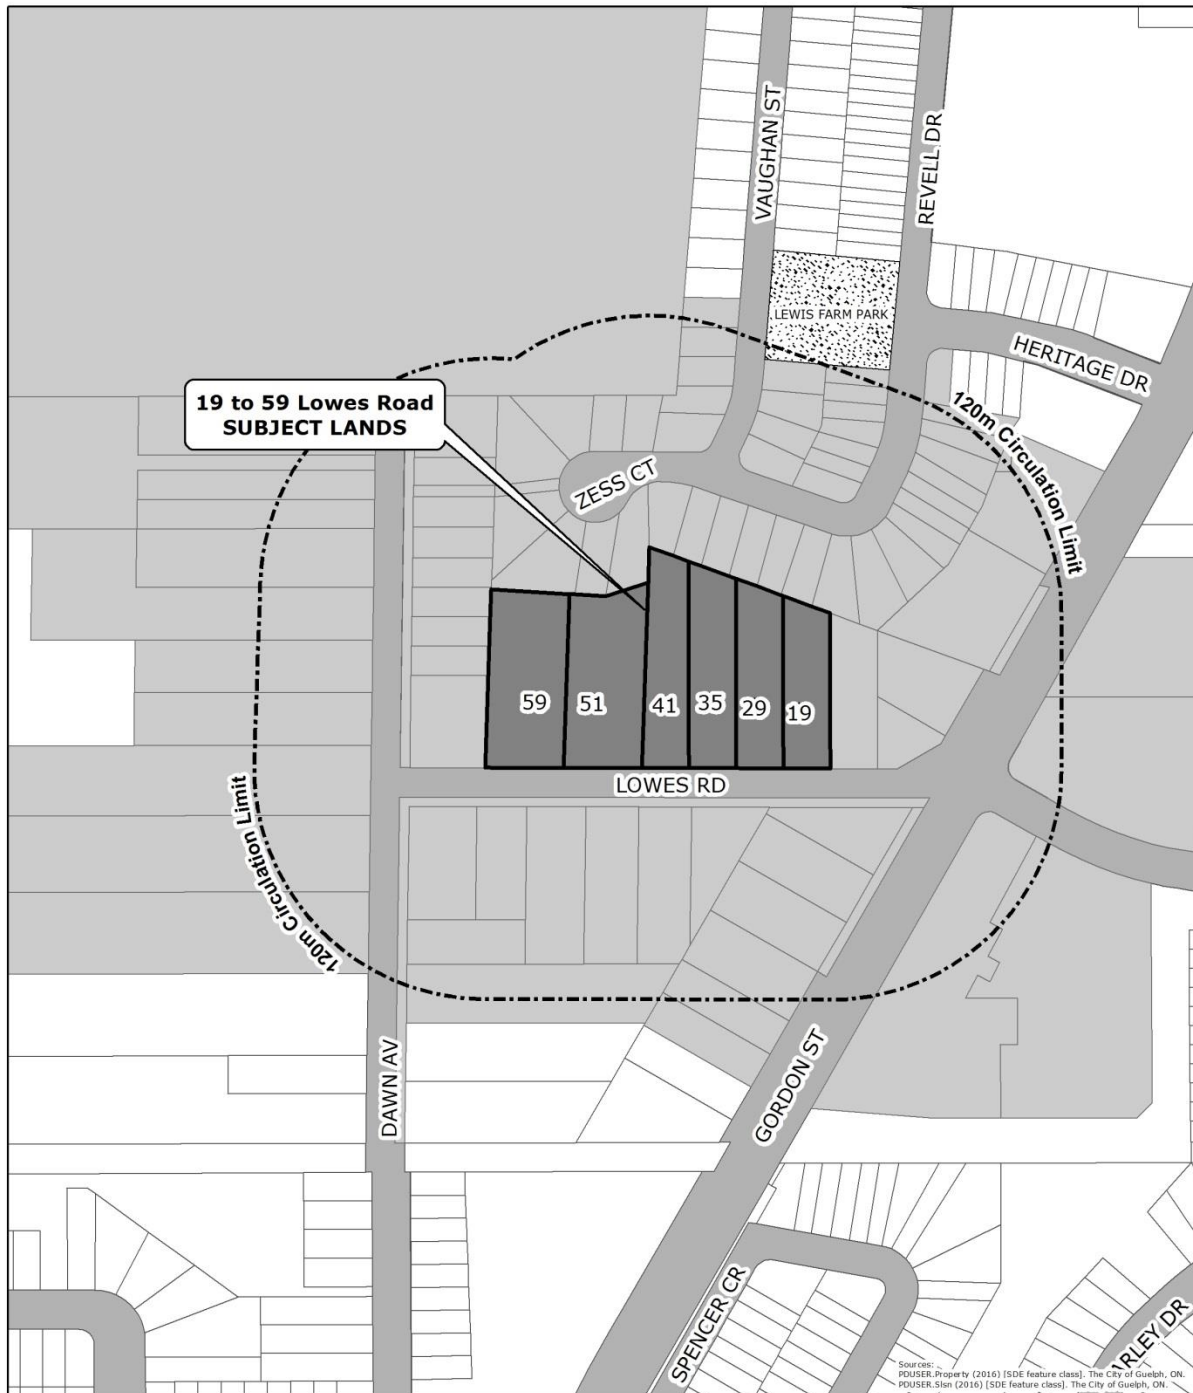 VAUGHAN ST
REVELL DR
LEWIS FARM PARK
HERITAGE DR
19 to 59 Lowes Road
SUBJECT LANDS
120m Circulation Limit
ZESS CT
59
51
41
35
29
19
LOWES RD
120m Circulation Limit
DAWN AV
GORDON ST
SPENCER CR
ARLEY DR
Sources:
PDUSER.Property (2016) [SDE feature class]. The City of Guelph, ON.
PDUSER.Slsn (2016) [SDE feature class]. The City of Guelph, ON.